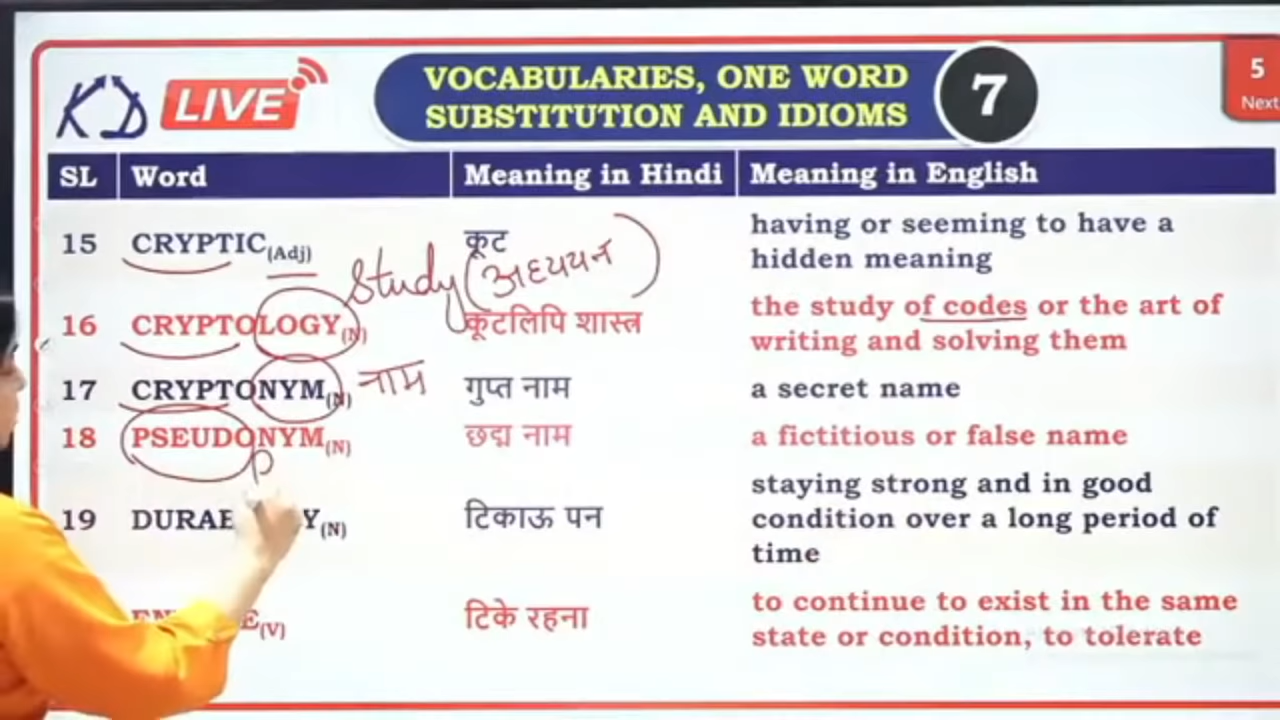 KD LIVE
VOCABULARIES, ONE WORD
SUBSTITUTION AND IDIOMS
7
5
Next
SL Word Meaning in Hindi Meaning in English
15 CRYPTIC(Adj) कूट having or seeming to have a
hidden meaning
Study (अध्ययन)
16 CRYPTOLOGY(N) कूटलिपि शास्त्र the study of codes or the art of
writing and solving them
17 CRYPTONYM(N) नाम गुप्त नाम a secret name
18 PSEUDONYM(N) छद्म नाम a fictitious or false name
p
staying strong and in good
19 (N) टिकाऊ पन condition over a long period of
time
(V) टिके रहना to continue to exist in the same
state or condition, to tolerate